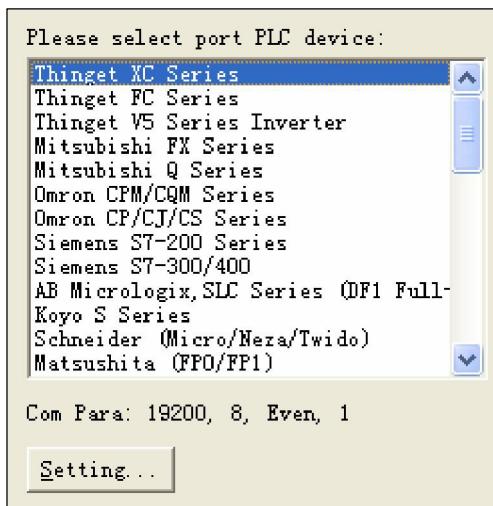 Please select port PLC device:
Thinget XC Series
Thinget FC Series
Thinget V5 Series Inverter
Mitsubishi FX Series
Mitsubishi Q Series
Omron CPM/CQM Series
Omron CP/CJ/CS Series
Siemens S7-200 Series
Siemens S7-300/400
AB Micrologix,SLC Series (DF1 Full-
Koyo S Series
Schneider (Micro/Neza/Twido)
Matsushita (FP0/FP1)
Com Para: 19200, 8, Even, 1
Setting...